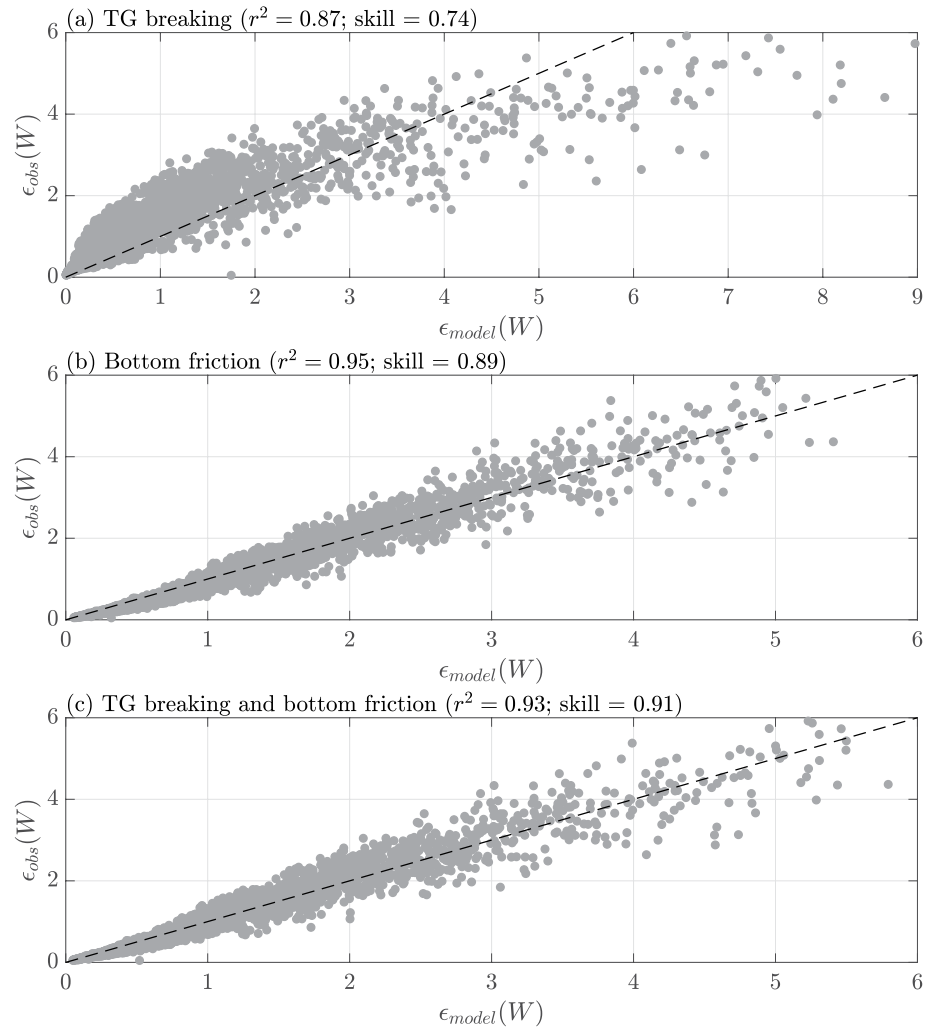 (a) TG breaking (r² = 0.87; skill = 0.74)
6
4
2
0
ϵobs(W)
0 1 2 3 4 5 6 7 8 9
ϵmodel(W)
(b) Bottom friction (r² = 0.95; skill = 0.89)
6
4
2
0
ϵobs(W)
0 1 2 3 4 5 6
ϵmodel(W)
(c) TG breaking and bottom friction (r² = 0.93; skill = 0.91)
6
4
2
0
ϵobs(W)
0 1 2 3 4 5 6
ϵmodel(W)